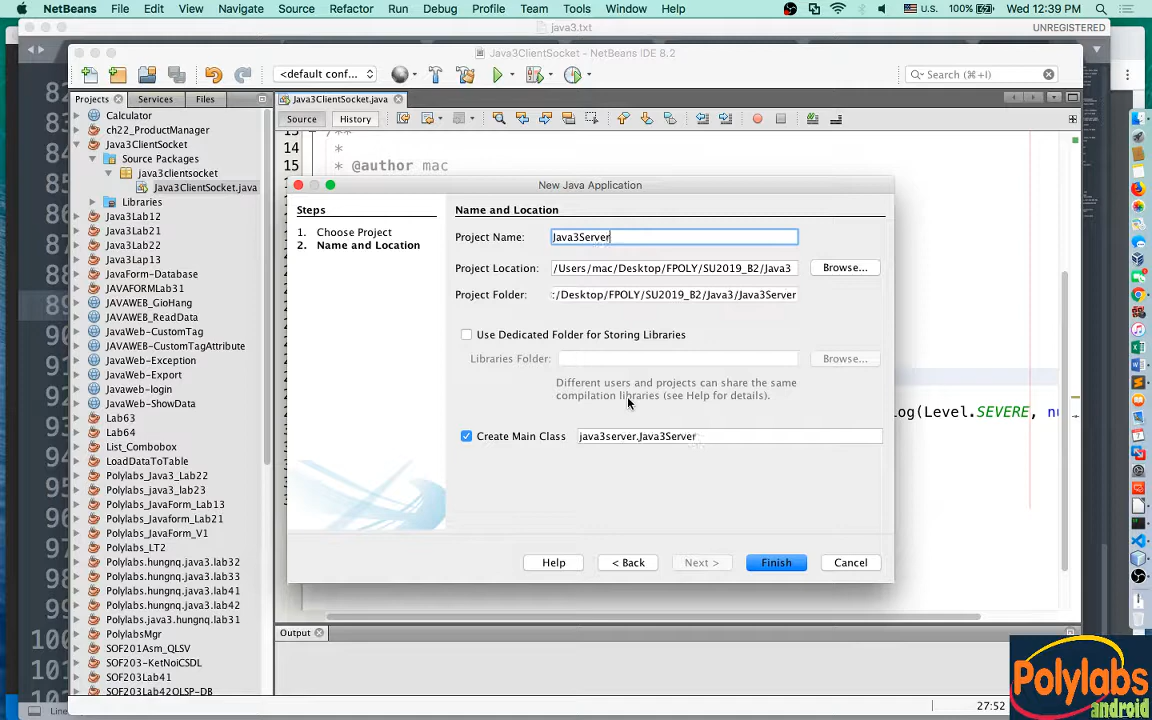 NetBeans File Edit View Navigate Source Refactor Run Debug Profile Team Tools Window Help U.S. 100% Wed 12:39 PM
java3.txt UNREGISTERED
Java3ClientSocket - NetBeans IDE 8.2
<default conf... Search (⌘+I)
Projects Services Files Java3ClientSocket.java
Source History
Calculator
ch22_ProductManager
Java3ClientSocket
Source Packages
java3clientsocket
Java3ClientSocket.java
Libraries
Java3Lab12
Java3Lab21
Java3Lab22
Java3Lap13
JavaForm-Database
JAVAFORMLab31
JAVAWEB_GioHang
JAVAWEB_ReadData
JavaWeb-CustomTag
JAVAWEB-CustomTagAttribute
JavaWeb-Exception
JavaWeb-Export
Javaweb-login
JavaWeb-ShowData
Lab63
Lab64
List_Combobox
LoadDataToTable
Polylabs_Java3_Lab22
Polylabs_java3_lab23
Polylabs_JavaForm_Lab13
Polylabs_Javaform_Lab21
Polylabs_JavaForm_V1
Polylabs_LT2
Polylabs.hungnq.java3.lab32
Polylabs.hungnq.java3.lab33
Polylabs.hungnq.java3.lab41
Polylabs.hungnq.java3.lab42
Polylabs.java3.hungnq.lab31
PolylabsMgr
SOF201Asm_QLSV
SOF203-KetNoiCSDL
SOF203Lab41
SOF203Lab42QLSP-DB
13 /**
14 *
15 * @author mac
log(Level.SEVERE, nu
New Java Application
Steps
1. Choose Project
2. Name and Location
Name and Location
Project Name: Java3Server
Project Location: /Users/mac/Desktop/FPOLY/SU2019_B2/Java3 Browse...
Project Folder: :/Desktop/FPOLY/SU2019_B2/Java3/Java3Server
Use Dedicated Folder for Storing Libraries
Libraries Folder: Browse...
Different users and projects can share the same
compilation libraries (see Help for details).
Create Main Class java3server.Java3Server
Help < Back Next > Finish Cancel
Output
27:52
Line
Polylabs
android